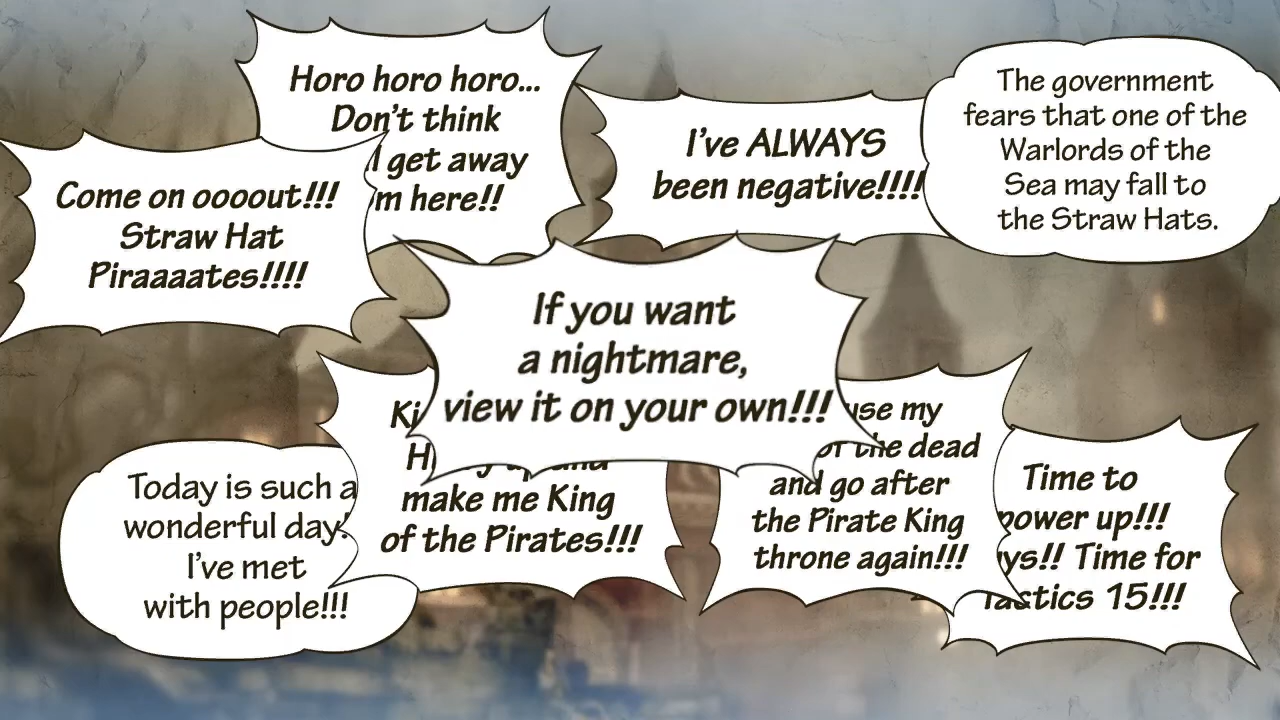 Horo horo horo...
Don't think
I get away
here!!
Come on oooout!!!
Straw Hat
Piraaaates!!!!
I've ALWAYS
been negative!!!!
The government
fears that one of the
Warlords of the
Sea may fall to
the Straw Hats.
If you want
a nightmare,
view it on your own!!!
make me King
of the Pirates!!!
my
the dead
and go after
the Pirate King
throne again!!!
Today is such a
wonderful day!
I've met
with people!!!
Time to
power up!!!
Time for
Tactics 15!!!